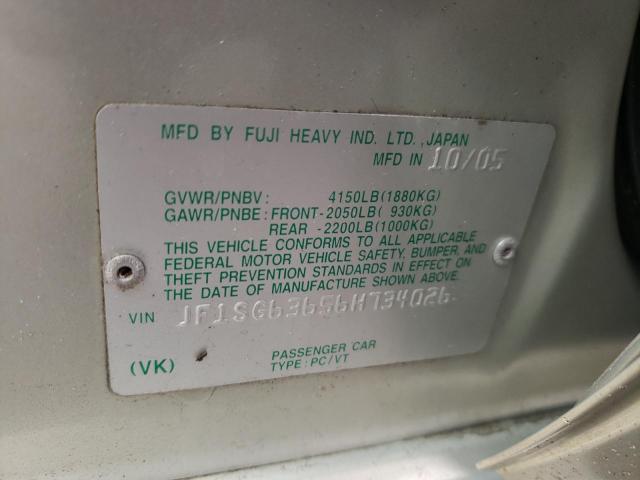 MFD BY FUJI HEAVY IND. LTD.,JAPAN
MFD IN 10/05
GVWR/PNBV: 4150LB(1880KG)
GAWR/PNBE: FRONT-2050LB( 930KG)
REAR -2200LB(1000KG)
THIS VEHICLE CONFORMS TO ALL APPLICABLE
FEDERAL MOTOR VEHICLE SAFETY, BUMPER, AND
THEFT PREVENTION STANDARDS IN EFFECT ON
THE DATE OF MANUFACTURE SHOWN ABOVE.
VIN JF1SG63656H734026
(VK) PASSENGER CAR
TYPE: PC/VT